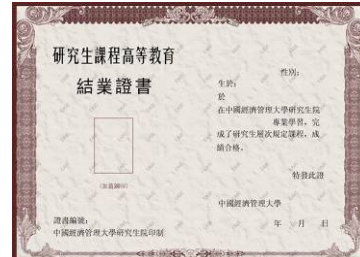 研究生課程高等教育
結業證書
(加蓋鋼印)
證書編號:
中國經濟管理大學研究生院印制
性別:
生於:
於
在中國經濟管理大學研究生院
專業學習,完
成了研究生層次規定課程,成
績合格。
特發此證
中國經濟管理大學
年 月 日